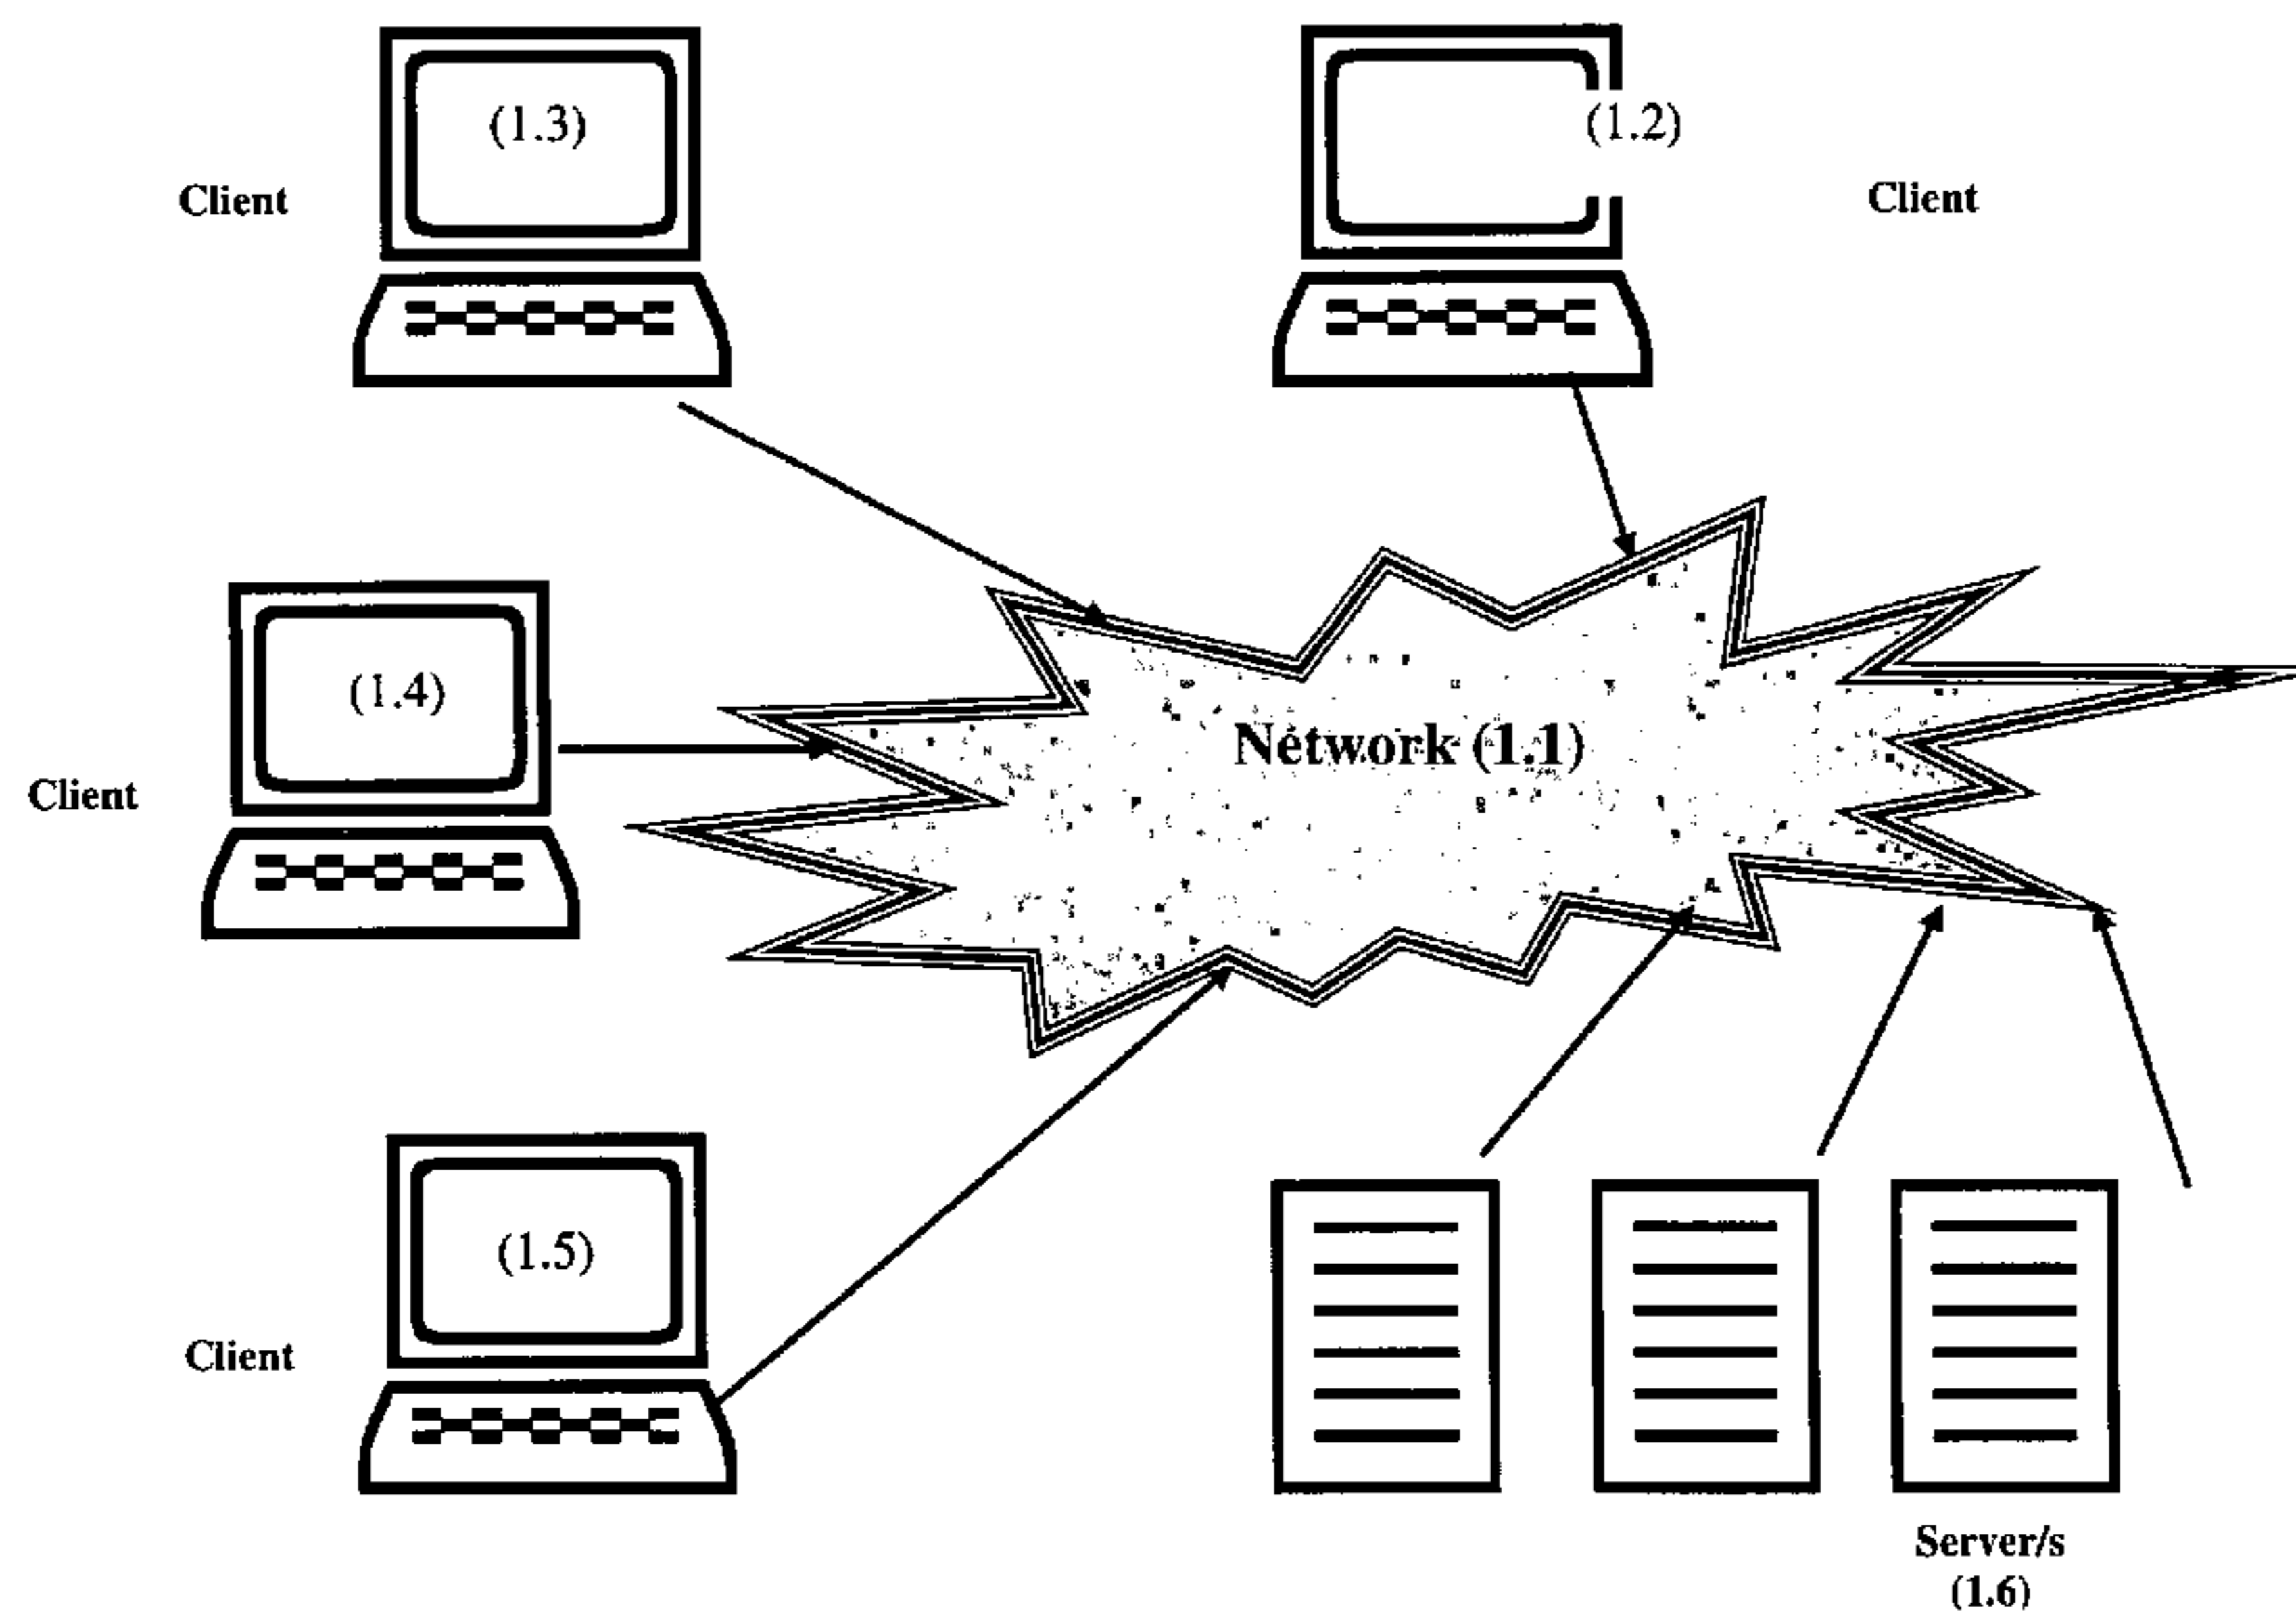 (1.3)
(1.2)
Client
Client
(1.4)
Network (1.1)
Client
(1.5)
Client
Server/s
(1.6)